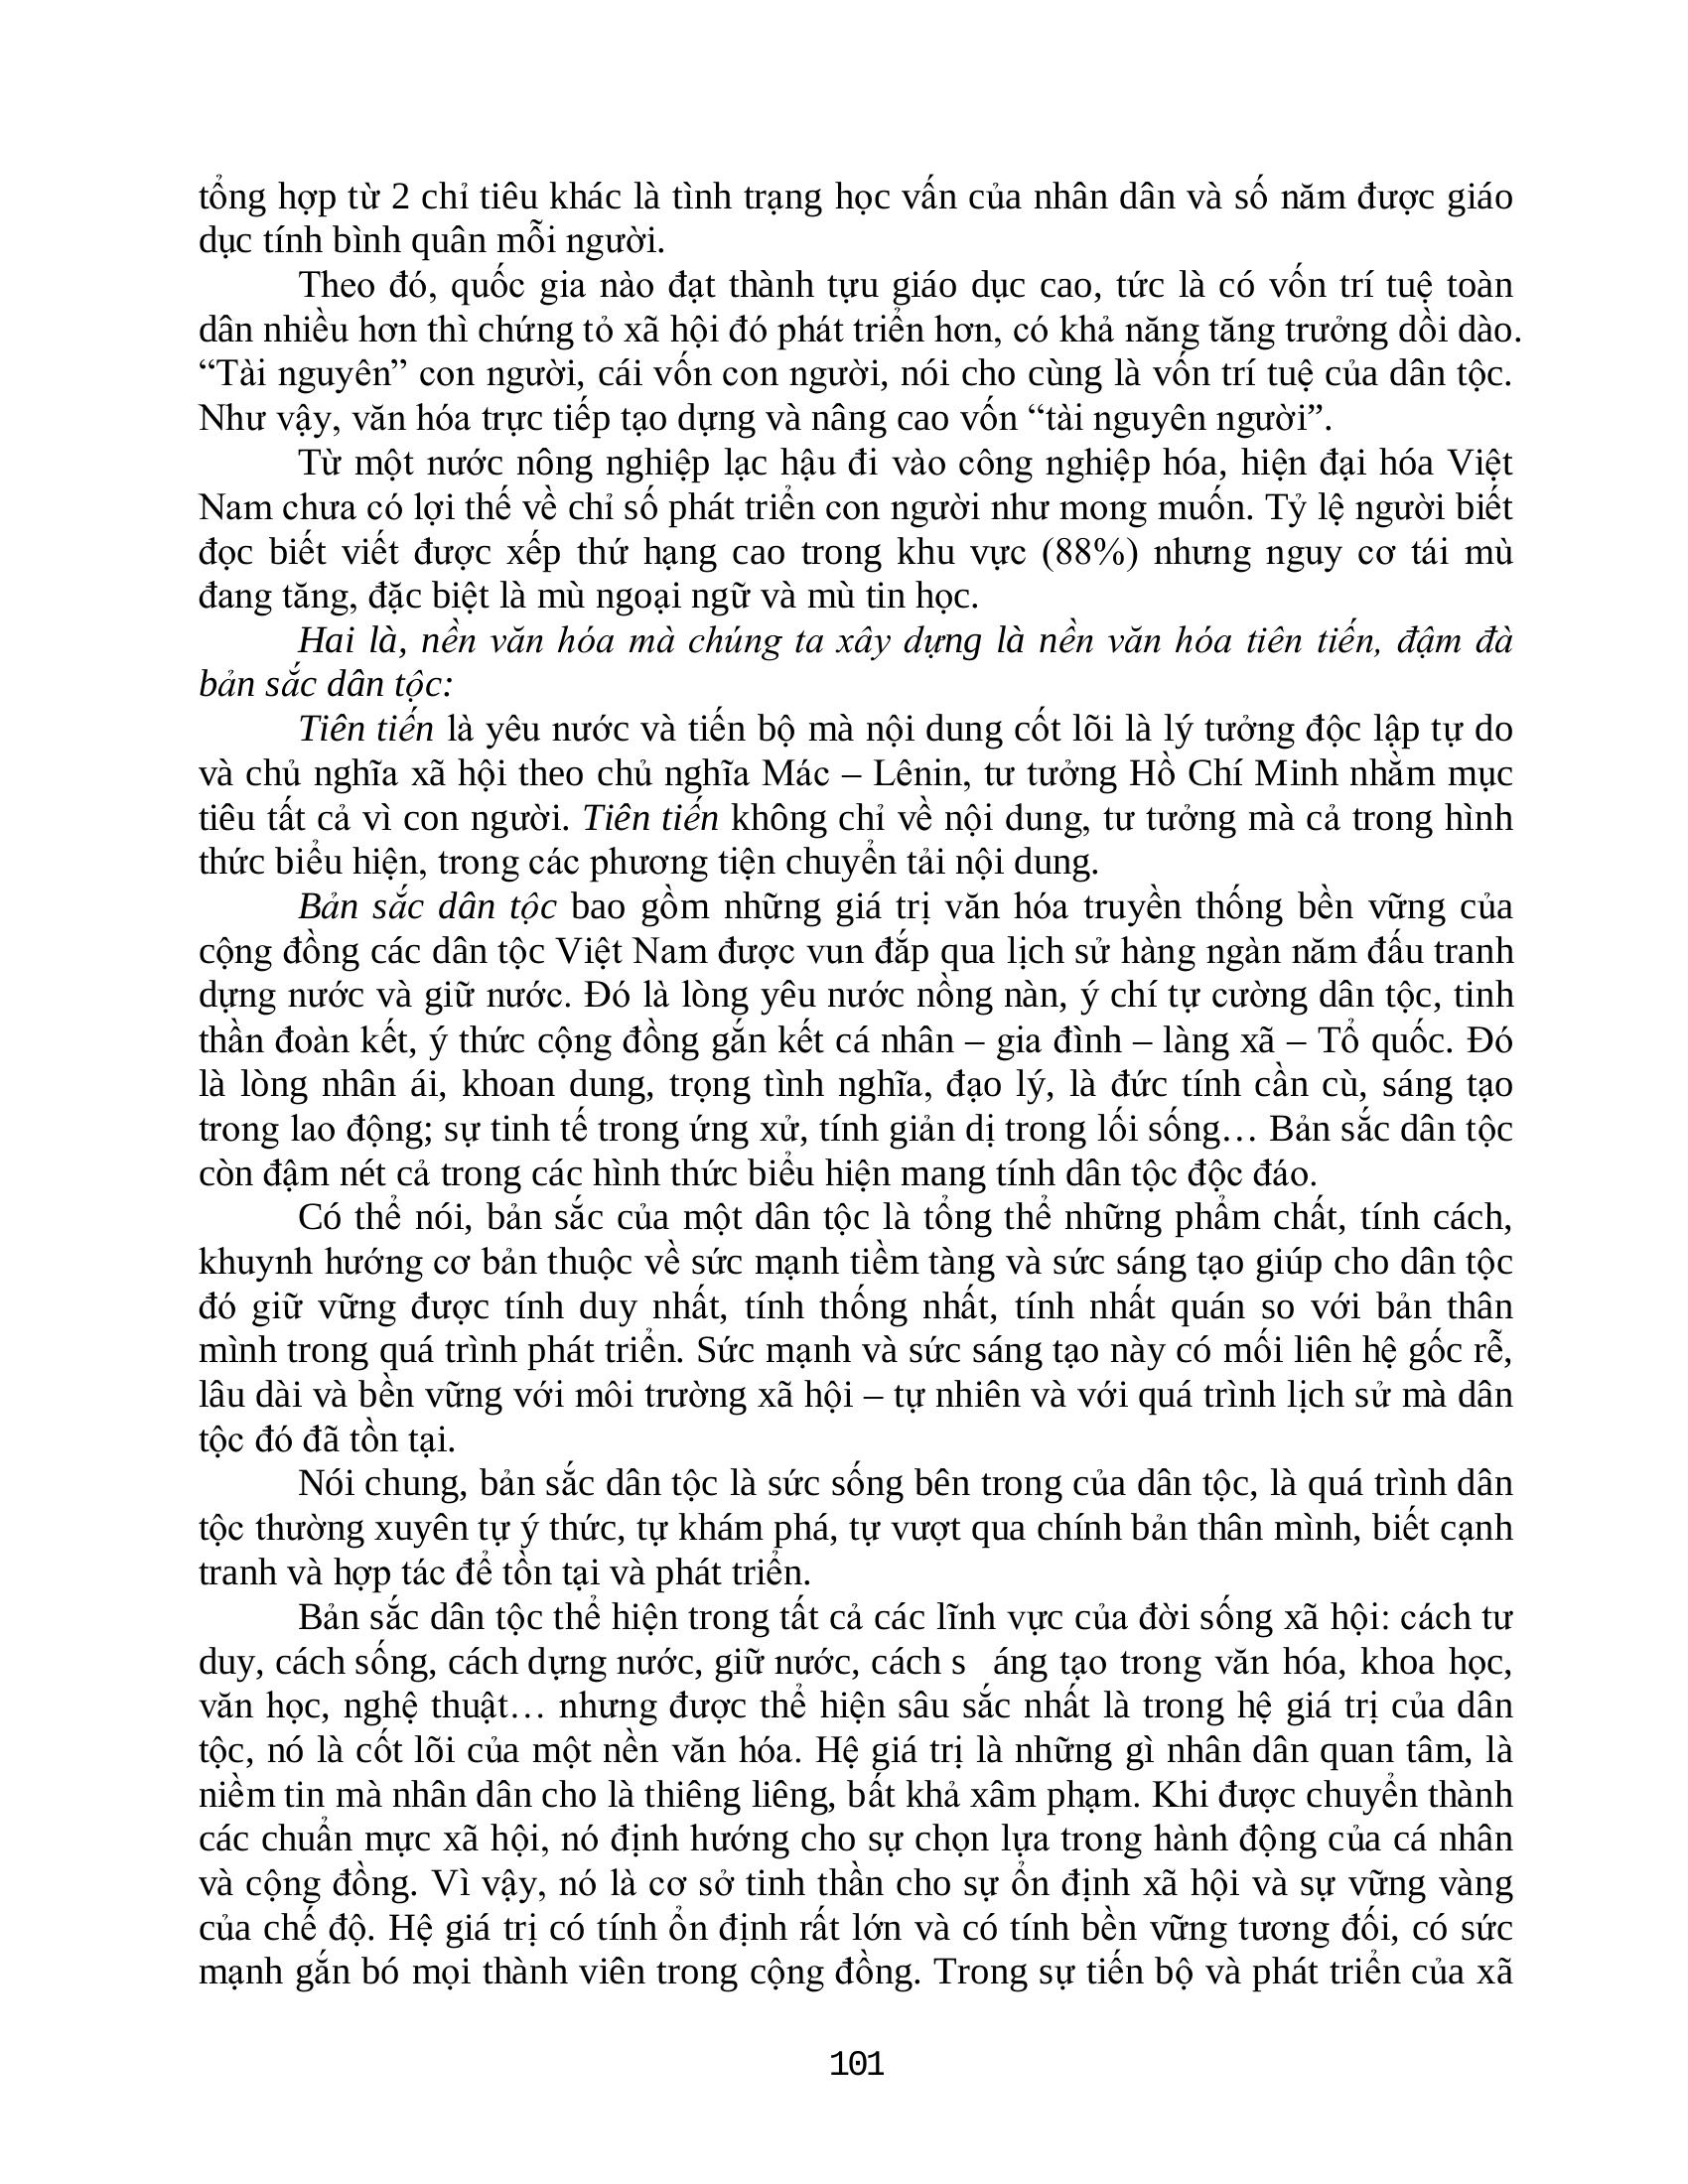 tổng hợp từ 2 chỉ tiêu khác là tình trạng học vấn của nhân dân và số năm được giáo
dục tính bình quân mỗi người.
Theo đó, quốc gia nào đạt thành tựu giáo dục cao, tức là có vốn trí tuệ toàn
dân nhiều hơn thì chứng tỏ xã hội đó phát triển hơn, có khả năng tăng trưởng dồi dào.
“Tài nguyên” con người, cái vốn con người, nói cho cùng là vốn trí tuệ của dân tộc.
Như vậy, văn hóa trực tiếp tạo dựng và nâng cao vốn “tài nguyên người”.
Từ một nước nông nghiệp lạc hậu đi vào công nghiệp hóa, hiện đại hóa Việt
Nam chưa có lợi thế về chỉ số phát triển con người như mong muốn. Tỷ lệ người biết
đọc biết viết được xếp thứ hạng cao trong khu vực (88%) nhưng nguy cơ tái mù
đang tăng, đặc biệt là mù ngoại ngữ và mù tin học.
Hai là, nền văn hóa mà chúng ta xây dựng là nền văn hóa tiên tiến, đậm đà
bản sắc dân tộc:
Tiên tiến là yêu nước và tiến bộ mà nội dung cốt lõi là lý tưởng độc lập tự do
và chủ nghĩa xã hội theo chủ nghĩa Mác – Lênin, tư tưởng Hồ Chí Minh nhằm mục
tiêu tất cả vì con người. Tiên tiến không chỉ về nội dung, tư tưởng mà cả trong hình
thức biểu hiện, trong các phương tiện chuyển tải nội dung.
Bản sắc dân tộc bao gồm những giá trị văn hóa truyền thống bền vững của
cộng đồng các dân tộc Việt Nam được vun đắp qua lịch sử hàng ngàn năm đấu tranh
dựng nước và giữ nước. Đó là lòng yêu nước nồng nàn, ý chí tự cường dân tộc, tinh
thần đoàn kết, ý thức cộng đồng gắn kết cá nhân – gia đình – làng xã – Tổ quốc. Đó
là lòng nhân ái, khoan dung, trọng tình nghĩa, đạo lý, là đức tính cần cù, sáng tạo
trong lao động; sự tinh tế trong ứng xử, tính giản dị trong lối sống… Bản sắc dân tộc
còn đậm nét cả trong các hình thức biểu hiện mang tính dân tộc độc đáo.
Có thể nói, bản sắc của một dân tộc là tổng thể những phẩm chất, tính cách,
khuynh hướng cơ bản thuộc về sức mạnh tiềm tàng và sức sáng tạo giúp cho dân tộc
đó giữ vững được tính duy nhất, tính thống nhất, tính nhất quán so với bản thân
mình trong quá trình phát triển. Sức mạnh và sức sáng tạo này có mối liên hệ gốc rễ,
lâu dài và bền vững với môi trường xã hội – tự nhiên và với quá trình lịch sử mà dân
tộc đó đã tồn tại.
Nói chung, bản sắc dân tộc là sức sống bên trong của dân tộc, là quá trình dân
tộc thường xuyên tự ý thức, tự khám phá, tự vượt qua chính bản thân mình, biết cạnh
tranh và hợp tác để tồn tại và phát triển.
Bản sắc dân tộc thể hiện trong tất cả các lĩnh vực của đời sống xã hội: cách tư
duy, cách sống, cách dựng nước, giữ nước, cách s áng tạo trong văn hóa, khoa học,
văn học, nghệ thuật… nhưng được thể hiện sâu sắc nhất là trong hệ giá trị của dân
tộc, nó là cốt lõi của một nền văn hóa. Hệ giá trị là những gì nhân dân quan tâm, là
niềm tin mà nhân dân cho là thiêng liêng, bất khả xâm phạm. Khi được chuyển thành
các chuẩn mực xã hội, nó định hướng cho sự chọn lựa trong hành động của cá nhân
và cộng đồng. Vì vậy, nó là cơ sở tinh thần cho sự ổn định xã hội và sự vững vàng
của chế độ. Hệ giá trị có tính ổn định rất lớn và có tính bền vững tương đối, có sức
mạnh gắn bó mọi thành viên trong cộng đồng. Trong sự tiến bộ và phát triển của xã
101